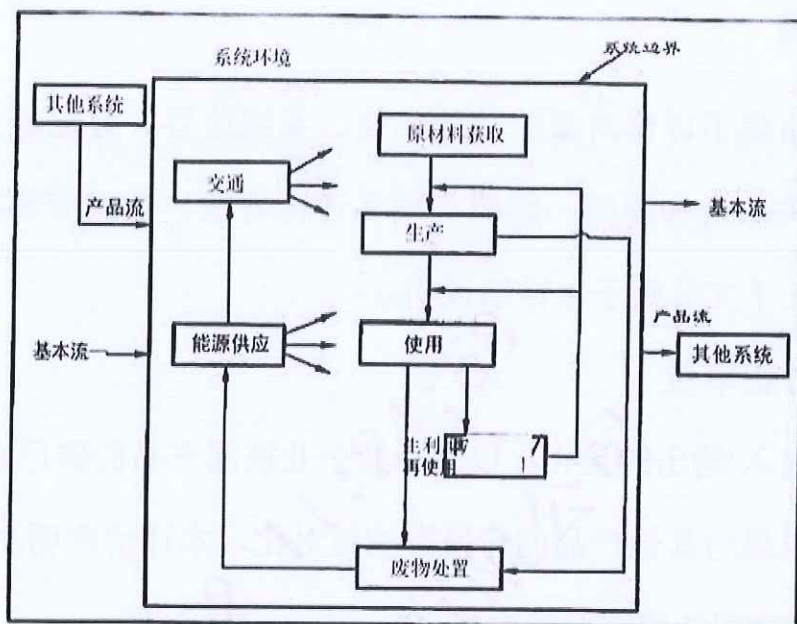 系统环境
系统边界
其他系统
原材料获取
交通
产品流
基本流
生产
产品流
基本流
能源供应
使用
其他系统
再使用
废物处置